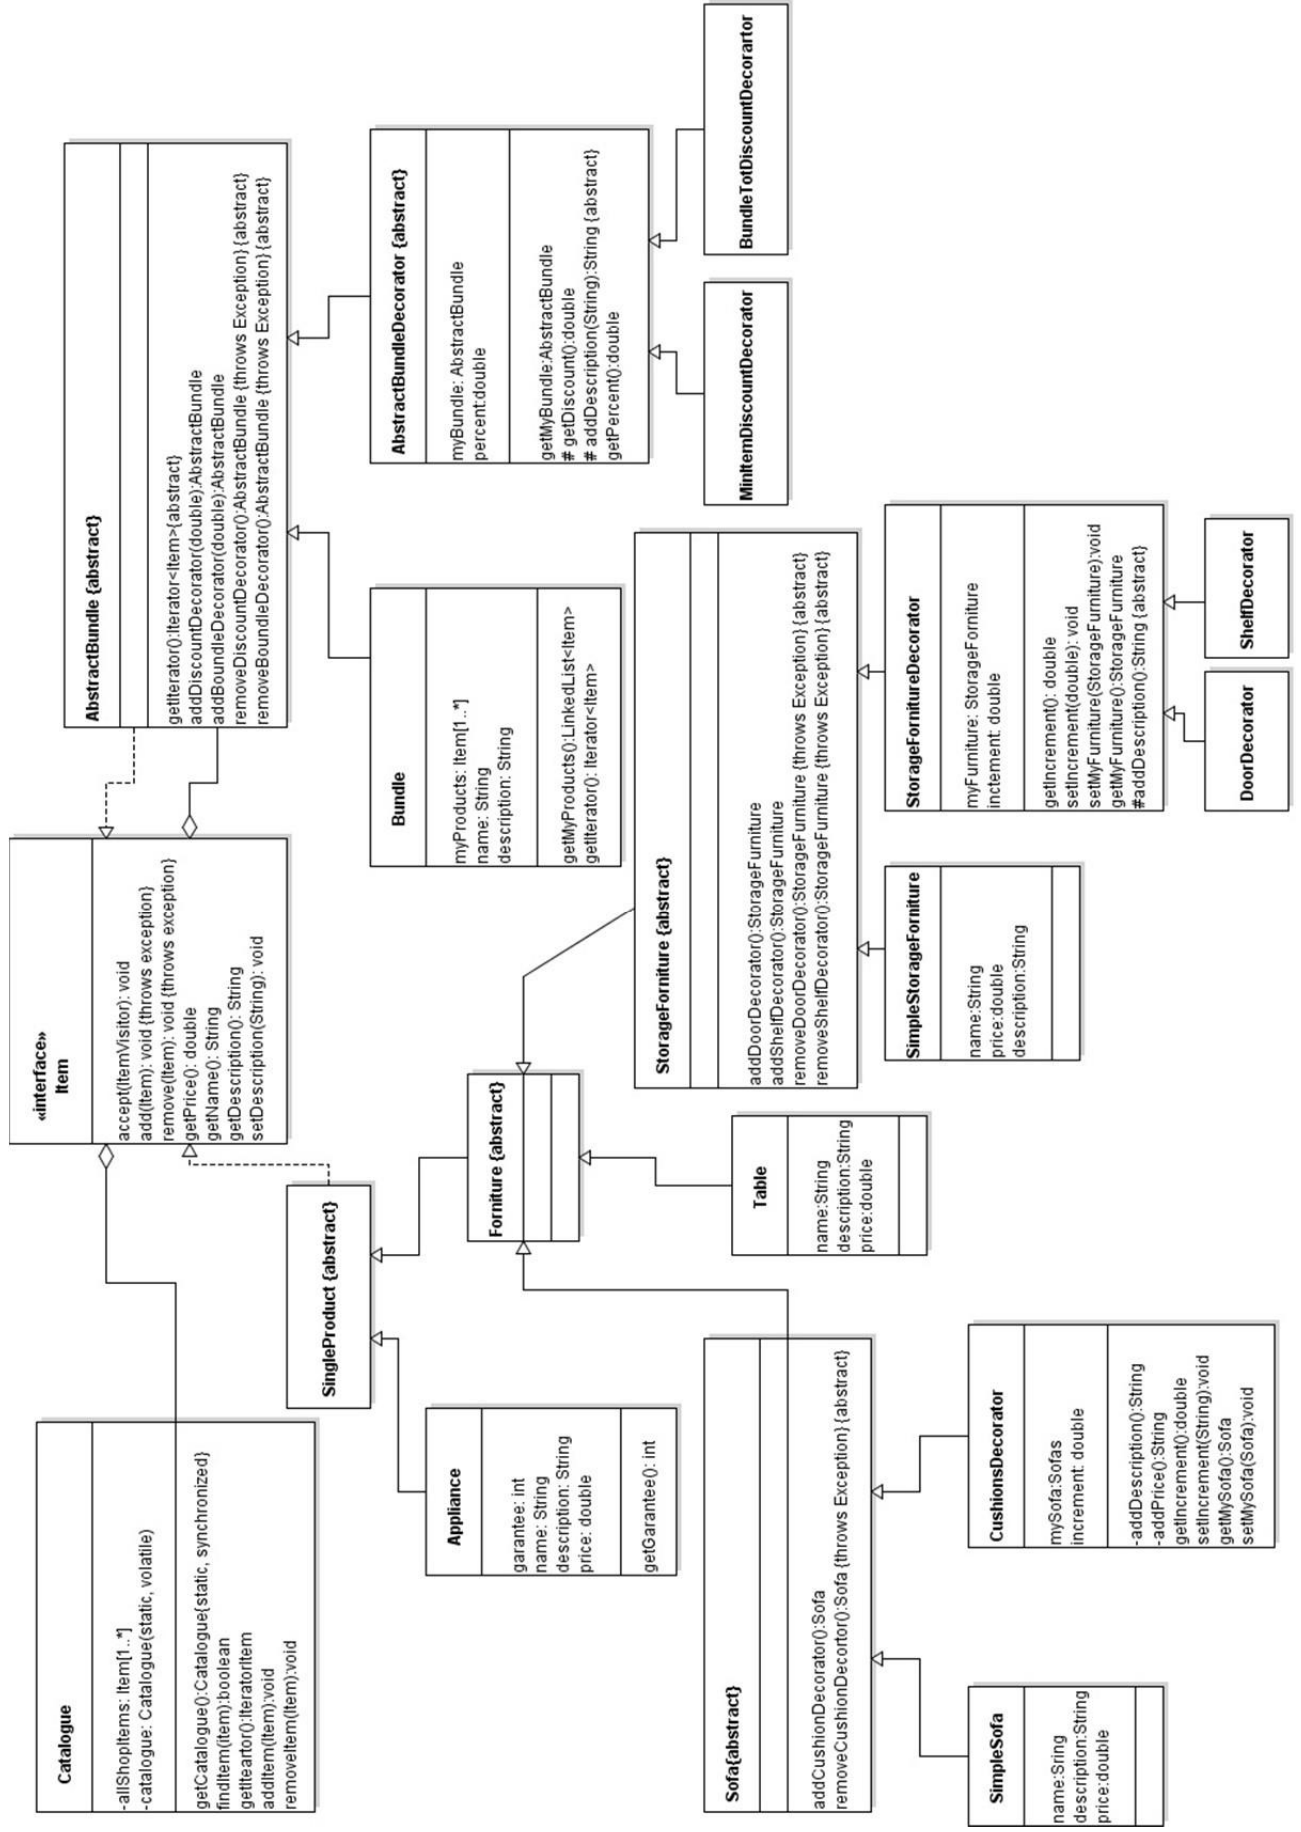 Catalogue
-allShopItems: Item[1..*]
-catalogue: Catalogue(static, volatile)
getCatalogue():Catalogue{static, synchronized}
findItem(item):boolean
getIteartor():IteratorItem
addItem(Item):void
removeItem(Item):void
«interface»
Item
accept(ItemVisitor): void
add(Item): void {throws exception}
remove(Item): void {throws exception}
getPrice(): double
getName(): String
getDescription(): String
setDescription(String): void
AbstractBundle {abstract}
getIterator():Iterator<Item>{abstract}
addDiscountDecorator(double):AbstractBundle
addBoundleDecorator(double):AbstractBundle
removeDiscountDecorator():AbstractBundle {throws Exception} {abstract}
removeBoundleDecorator():AbstractBundle {throws Exception} {abstract}
SingleProduct {abstract}
Bundle
myProducts: Item[1..*]
name: String
description: String
getMyProducts():LinkedList<Item>
getIterator(): Iterator<Item>
AbstractBundleDecorator {abstract}
myBundle: AbstractBundle
percent:double
getMyBundle:AbstractBundle
# getDiscount():double
# addDescription(String):String {abstract}
getPercent():double
Appliance
garantee: int
name: String
description: String
price: double
getGarantee(): int
Forniture {abstract}
StorageForniture {abstract}
addDoorDecorator():StorageFurniture
addShelfDecorator():StorageFurniture
removeDoorDecorator():StorageFurniture {throws Exception} {abstract}
removeShelfDecorator():StorageFurniture {throws Exception} {abstract}
MinItemDiscountDecorator
BundleTotDiscountDecorartor
Sofa{abstract}
addCushionDecorator():Sofa
removeCushionDecortor():Sofa {throws Exception} {abstract}
Table
name:String
description:String
price:double
SimpleStorageForniture
name:String
price:double
description:String
StorageFornitureDecorator
myFurniture: StorageForniture
inctement: double
getIncrement(): double
setIncrement(double): void
setMyFurniture(StorageFurniture):void
getMyFurniture():StorageFurniture
#addDescription():String {abstract}
SimpleSofa
name:Sring
description:String
price:double
CushionsDecorator
mySofa:Sofas
increment: double
-addDescription():String
-addPrice():String
getIncrement():double
setIncrement(String):void
getMySofa():Sofa
setMySofa(Sofa):void
DoorDecorator
ShelfDecorator